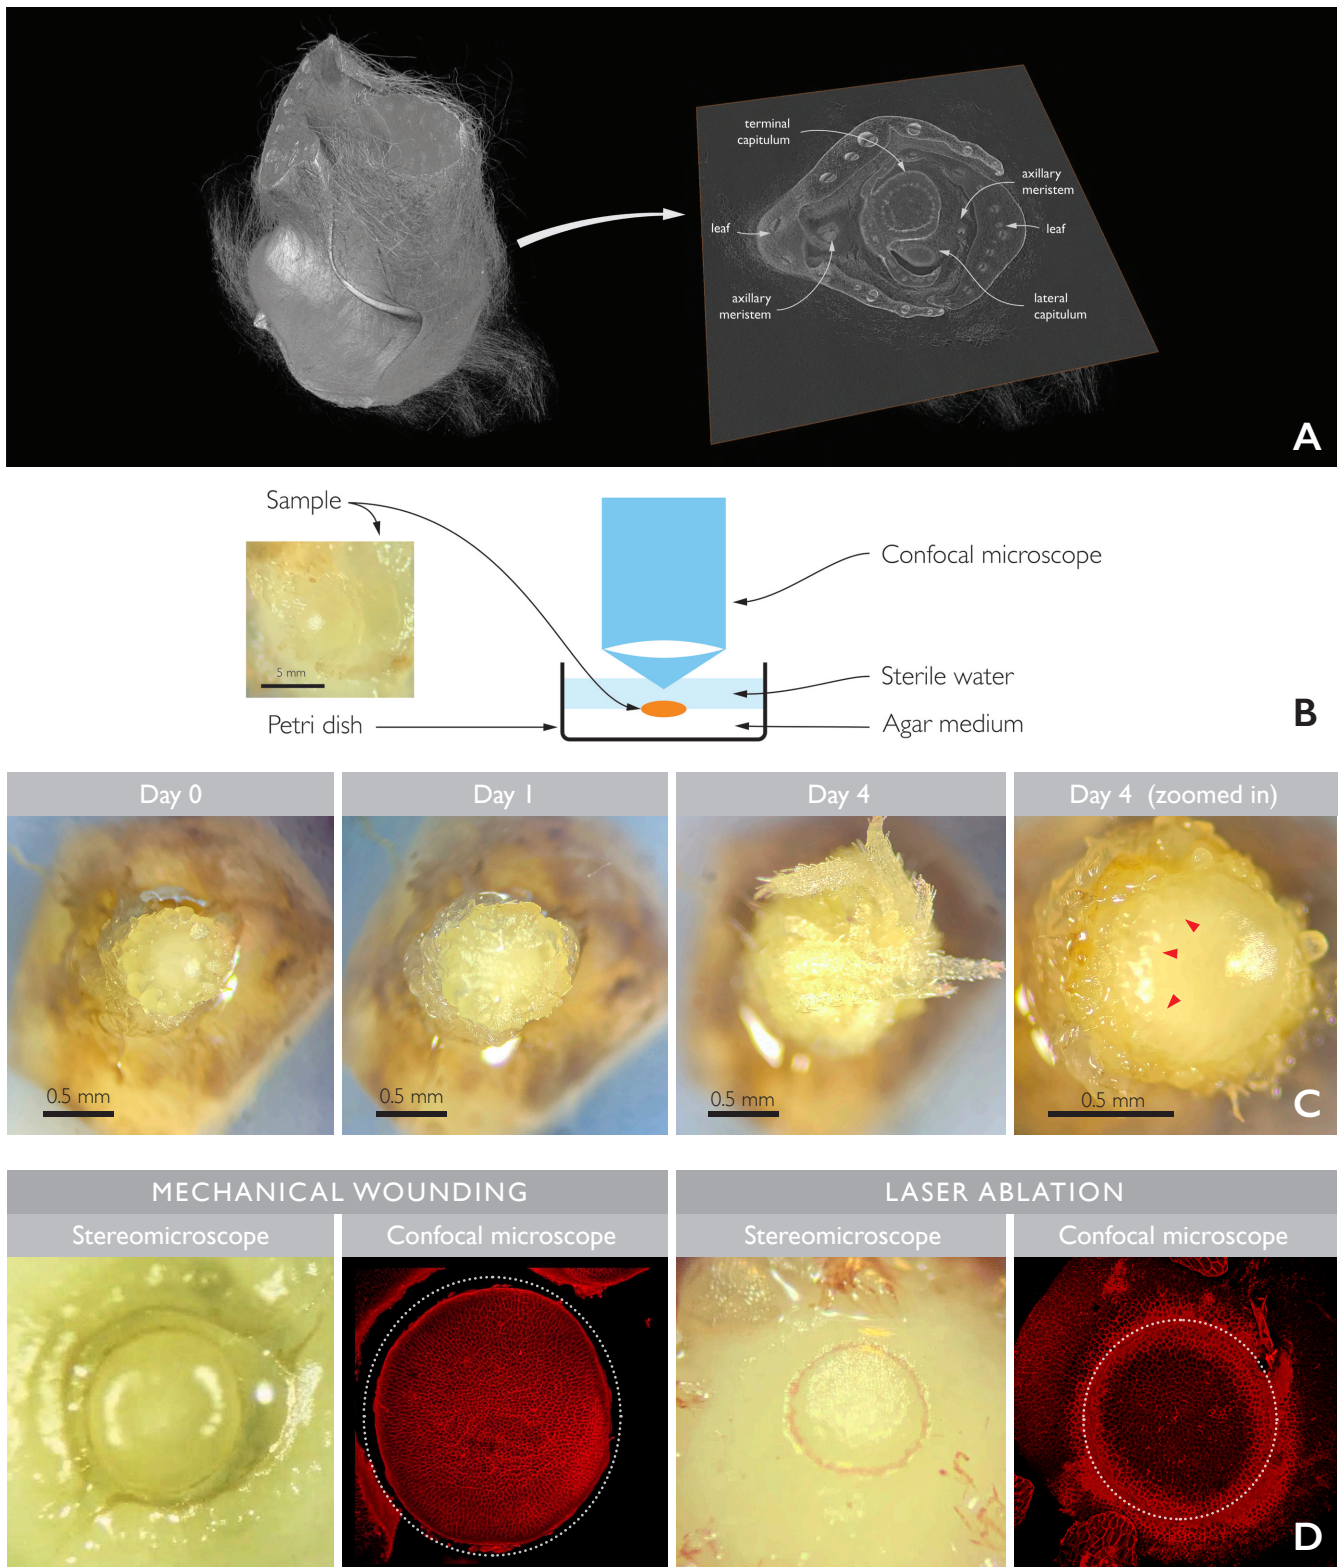 terminal
capitulum
axillary
meristem
leaf
leaf
axillary
meristem
lateral
capitulum
A
Sample
Confocal microscope
5 mm
Sterile water
Petri dish
Agar medium
B
Day 0
Day 1
Day 4
Day 4 (zoomed in)
0.5 mm
0.5 mm
0.5 mm
0.5 mm
C
MECHANICAL WOUNDING
LASER ABLATION
Stereomicroscope
Confocal microscope
Stereomicroscope
Confocal microscope
D